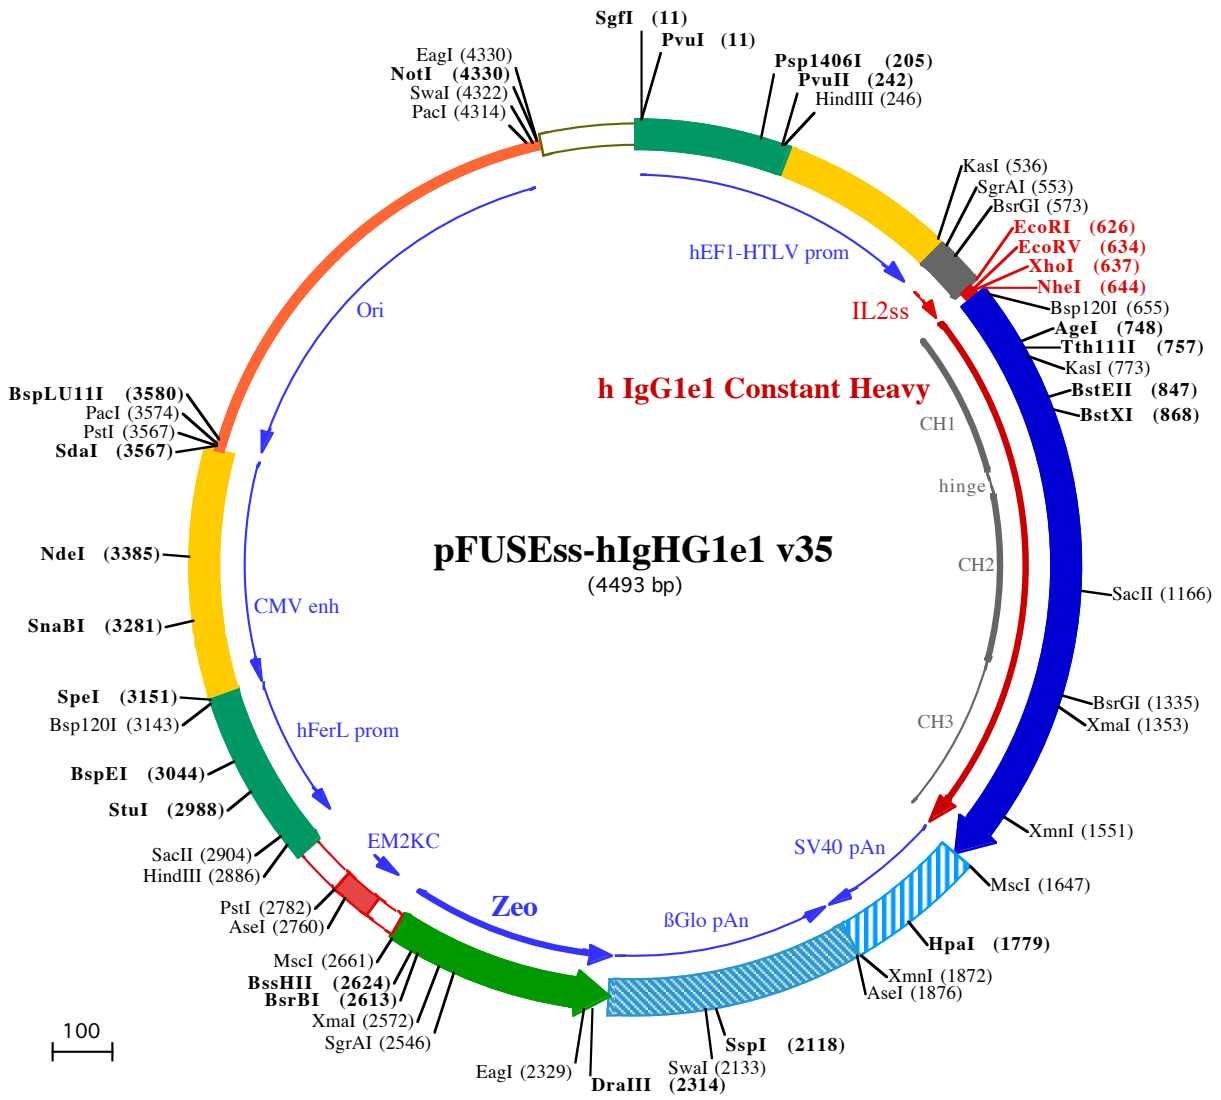 SgfI (11)
PvuI (11)
Psp1406I (205)
PvuII (242)
HindIII (246)
EagI (4330)
NotI (4330)
SwaI (4322)
PacI (4314)
KasI (536)
SgrAI (553)
BsrGI (573)
EcoRI (626)
EcoRV (634)
XhoI (637)
NheI (644)
Bsp120I (655)
AgeI (748)
Tth111I (757)
KasI (773)
BstEII (847)
BstXI (868)
hEF1-HTLV prom
IL2ss
Ori
h IgG1e1 Constant Heavy
CH1
hinge
CH2
CH3
BspLU11I (3580)
PacI (3574)
PstI (3567)
SdaI (3567)
NdeI (3385)
SnaBI (3281)
SpeI (3151)
Bsp120I (3143)
BspEI (3044)
StuI (2988)
SacII (2904)
HindIII (2886)
PstI (2782)
AseI (2760)
MscI (2661)
BssHII (2624)
BsrBI (2613)
XmaI (2572)
SgrAI (2546)
EagI (2329)
DraIII (2314)
pFUSEss-hIgHG1e1 v35
(4493 bp)
CMV enh
hFerL prom
EM2KC
Zeo
ßGlo pAn
SV40 pAn
SacII (1166)
BsrGI (1335)
XmaI (1353)
XmnI (1551)
MscI (1647)
HpaI (1779)
XmnI (1872)
AseI (1876)
SspI (2118)
SwaI (2133)
100